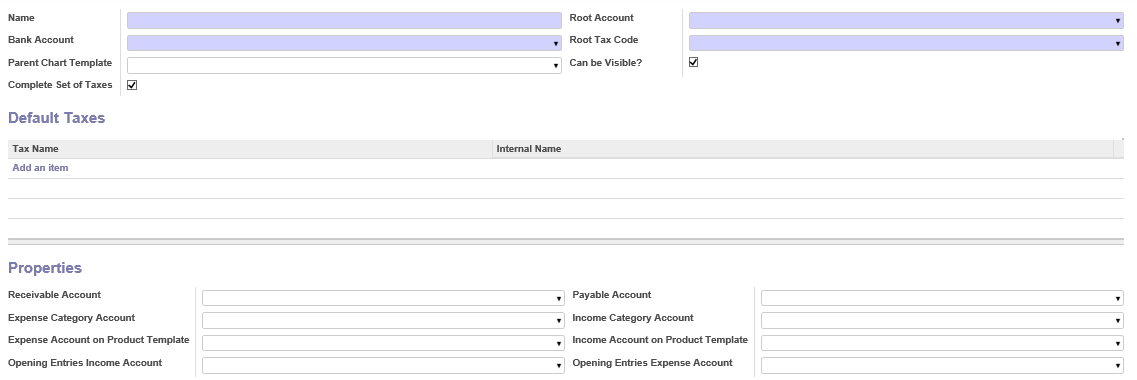 Name
Root Account
Bank Account
Root Tax Code
Parent Chart Template
Can be Visible?
Complete Set of Taxes
Default Taxes
Tax Name
Internal Name
Add an item
Properties
Receivable Account
Payable Account
Expense Category Account
Income Category Account
Expense Account on Product Template
Income Account on Product Template
Opening Entries Income Account
Opening Entries Expense Account